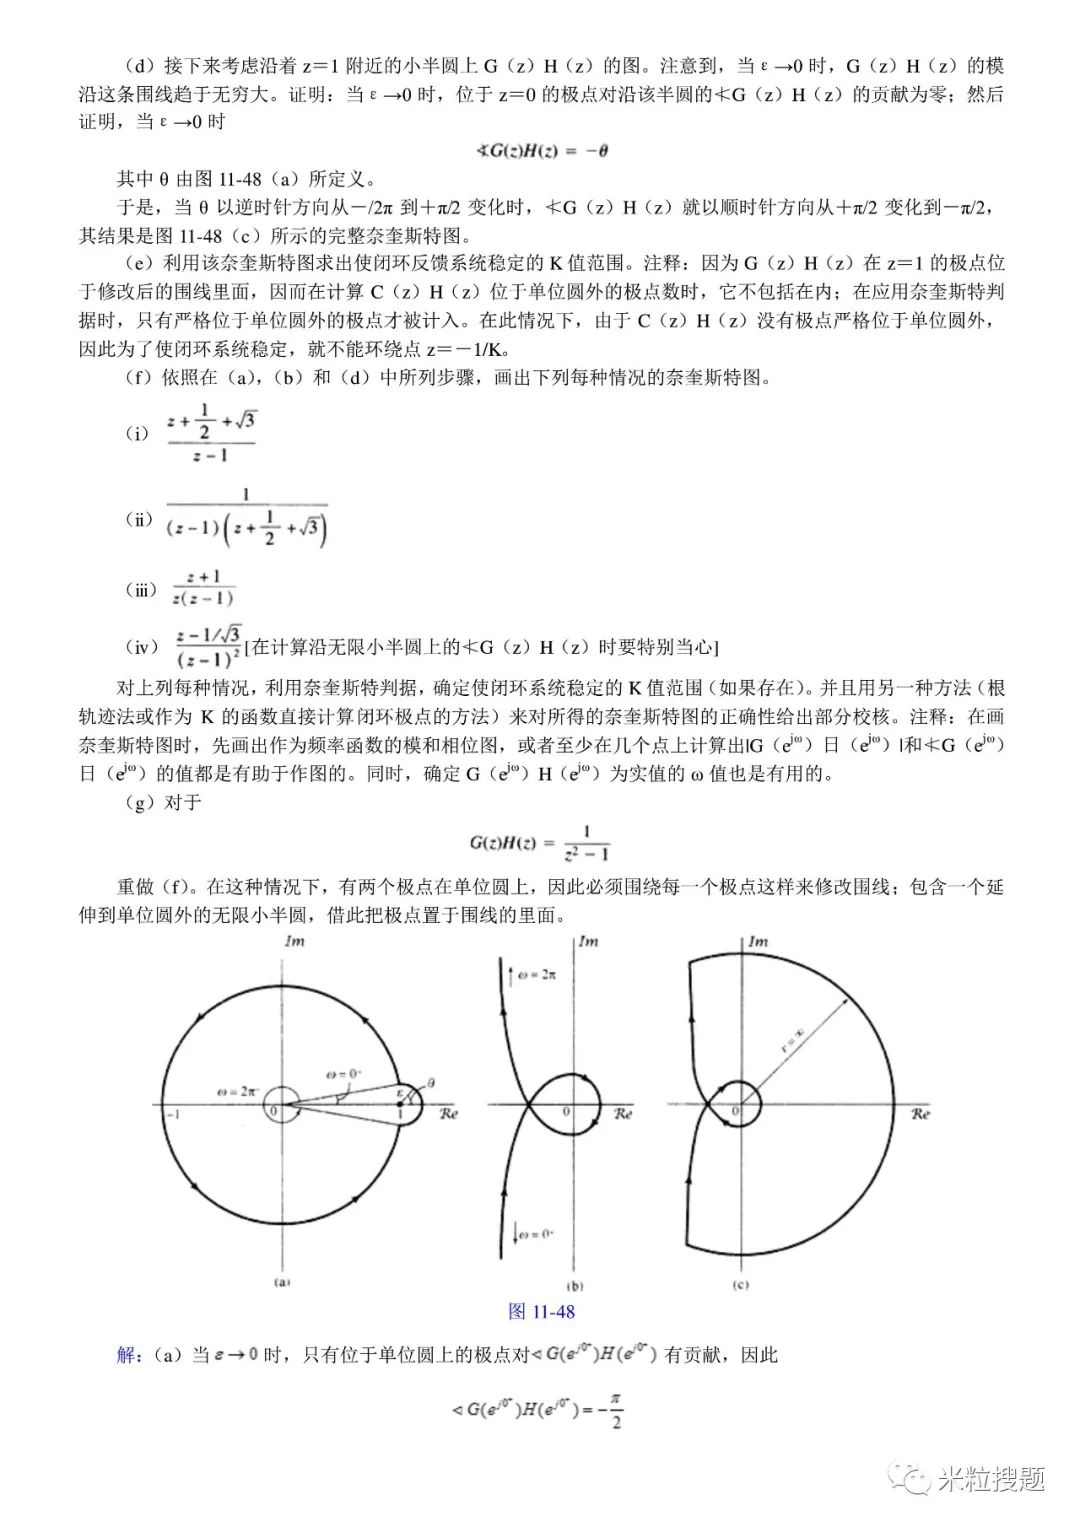 (d)接下来考虑沿着 z＝1 附近的小半圆上 G(z)H(z)的图。注意到，当 ε→0 时，G(z)H(z)的模
沿这条围线趋于无穷大。证明：当 ε→0 时，位于 z＝0 的极点对沿该半圆的∢G(z)H(z)的贡献为零；然后
证明，当 ε→0 时
∢G(z)H(z) = −θ
其中 θ 由图 11-48(a)所定义。
于是，当 θ 以逆时针方向从－/2π 到＋π/2 变化时，∢G(z)H(z)就以顺时针方向从＋π/2 变化到－π/2，
其结果是图 11-48(c)所示的完整奈奎斯特图。
(e)利用该奈奎斯特图求出使闭环反馈系统稳定的 K 值范围。注释：因为 G(z)H(z)在 z＝1 的极点位
于修改后的围线里面，因而在计算 C(z)H(z)位于单位圆外的极点数时，它不包括在内；在应用奈奎斯特判
据时，只有严格位于单位圆外的极点才被计入。在此情况下，由于 C(z)H(z)没有极点严格位于单位圆外，
因此为了使闭环系统稳定，就不能环绕点 z＝－1/K。
(f)依照在(a)，(b)和(d)中所列步骤，画出下列每种情况的奈奎斯特图。
(i) (z + 1/2 + √3)/(z − 1)
(ii) 1/((z − 1)(z + 1/2 + √3))
(iii) (z + 1)/(z(z − 1))
(iv) (z − 1/√3)/(z − 1)² [在计算沿无限小半圆上的∢G(z)H(z)时要特别当心]
对上列每种情况，利用奈奎斯特判据，确定使闭环系统稳定的 K 值范围(如果存在)。并且用另一种方法(根
轨迹法或作为 K 的函数直接计算闭环极点的方法)来对所得的奈奎斯特图的正确性给出部分校核。注释：在画
奈奎斯特图时，先画出作为频率函数的模和相位图，或者至少在几个点上计算出|G(e^jω)日(e^jω)|和∢G(e^jω)
日(e^jω)的值都是有助于作图的。同时，确定 G(e^jω)H(e^jω)为实值的 ω 值也是有用的。
(g)对于
G(z)H(z) = 1/(z² − 1)
重做(f)。在这种情况下，有两个极点在单位圆上，因此必须围绕每一个极点这样来修改围线；包含一个延
伸到单位圆外的无限小半圆，借此把极点置于围线的里面。
Im
Im
Im
ω = 2π
r = ∞
ω = 0⁺
θ
ω = 2π⁻
ε
-1
0
1
Re
0
Re
0
Re
ω = 0⁺
(a)
(b)
(c)
图 11-48
解：(a)当 ε→0 时，只有位于单位圆上的极点对∢G(e^j0⁺)H(e^j0⁺)有贡献，因此
∢G(e^j0⁺)H(e^j0⁺) = −π/2
米粒搜题